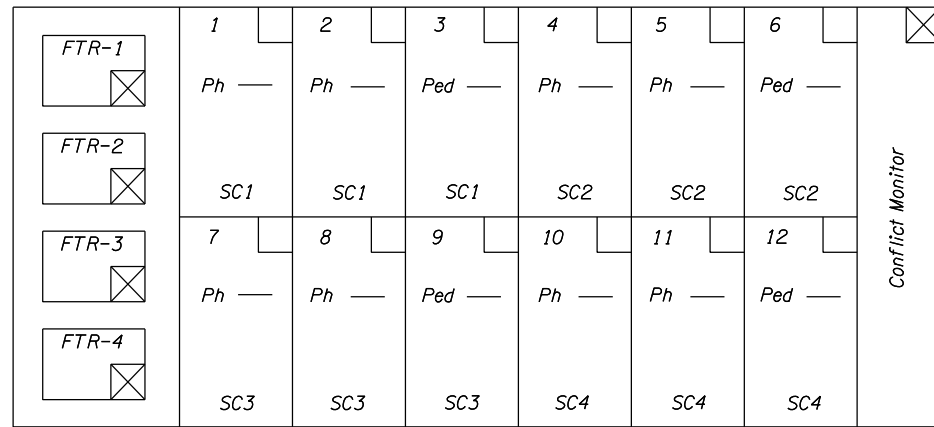 FTR-1
FTR-2
FTR-3
FTR-4
1 2 3 4 5 6
Ph Ph Ped Ph Ph Ped
SC1 SC1 SC1 SC2 SC2 SC2
7 8 9 10 11 12
Ph Ph Ped Ph Ph Ped
SC3 SC3 SC3 SC4 SC4 SC4
Conflict Monitor